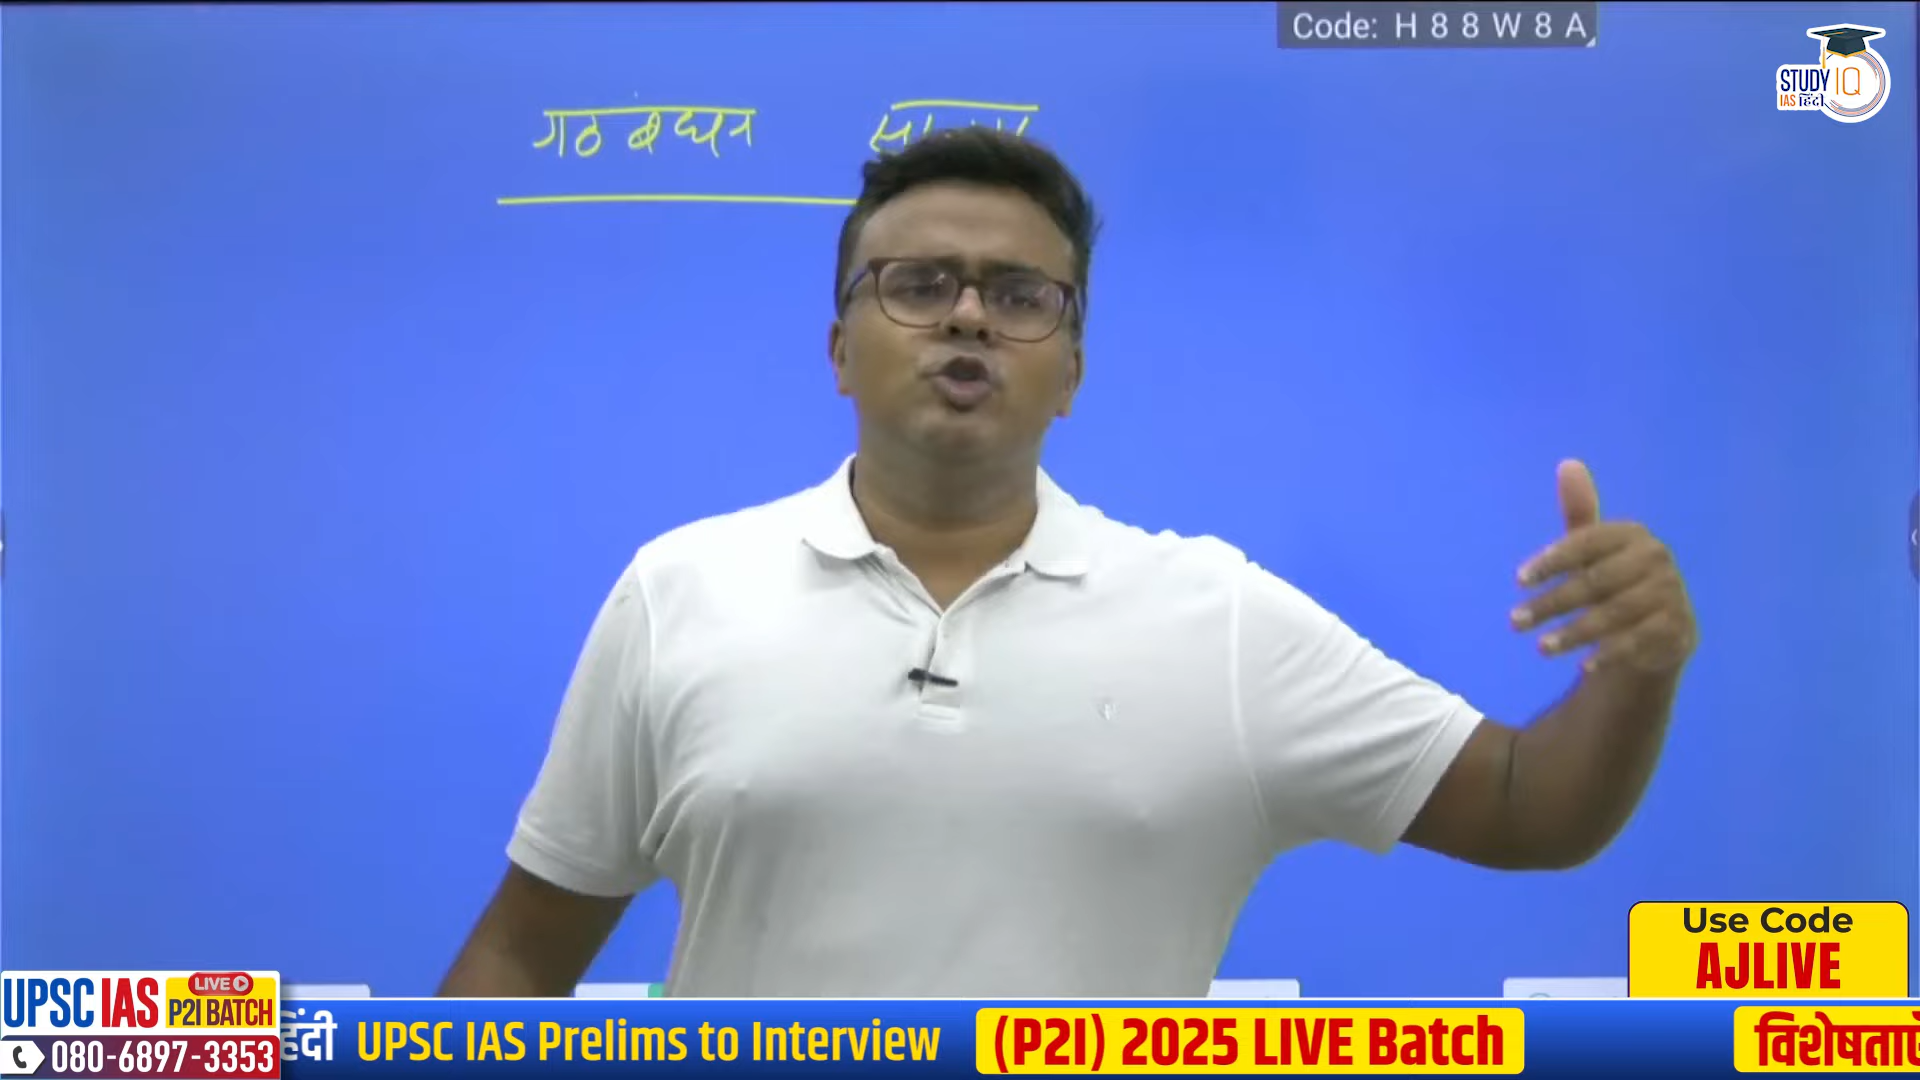 Code: H 8 8 W 8 A
STUDY IQ
IAS हिंदी
गठबंधन
Use Code
AJLIVE
UPSC IAS LIVE P2I BATCH
080-6897-3353
हिंदी UPSC IAS Prelims to Interview (P2I) 2025 LIVE Batch